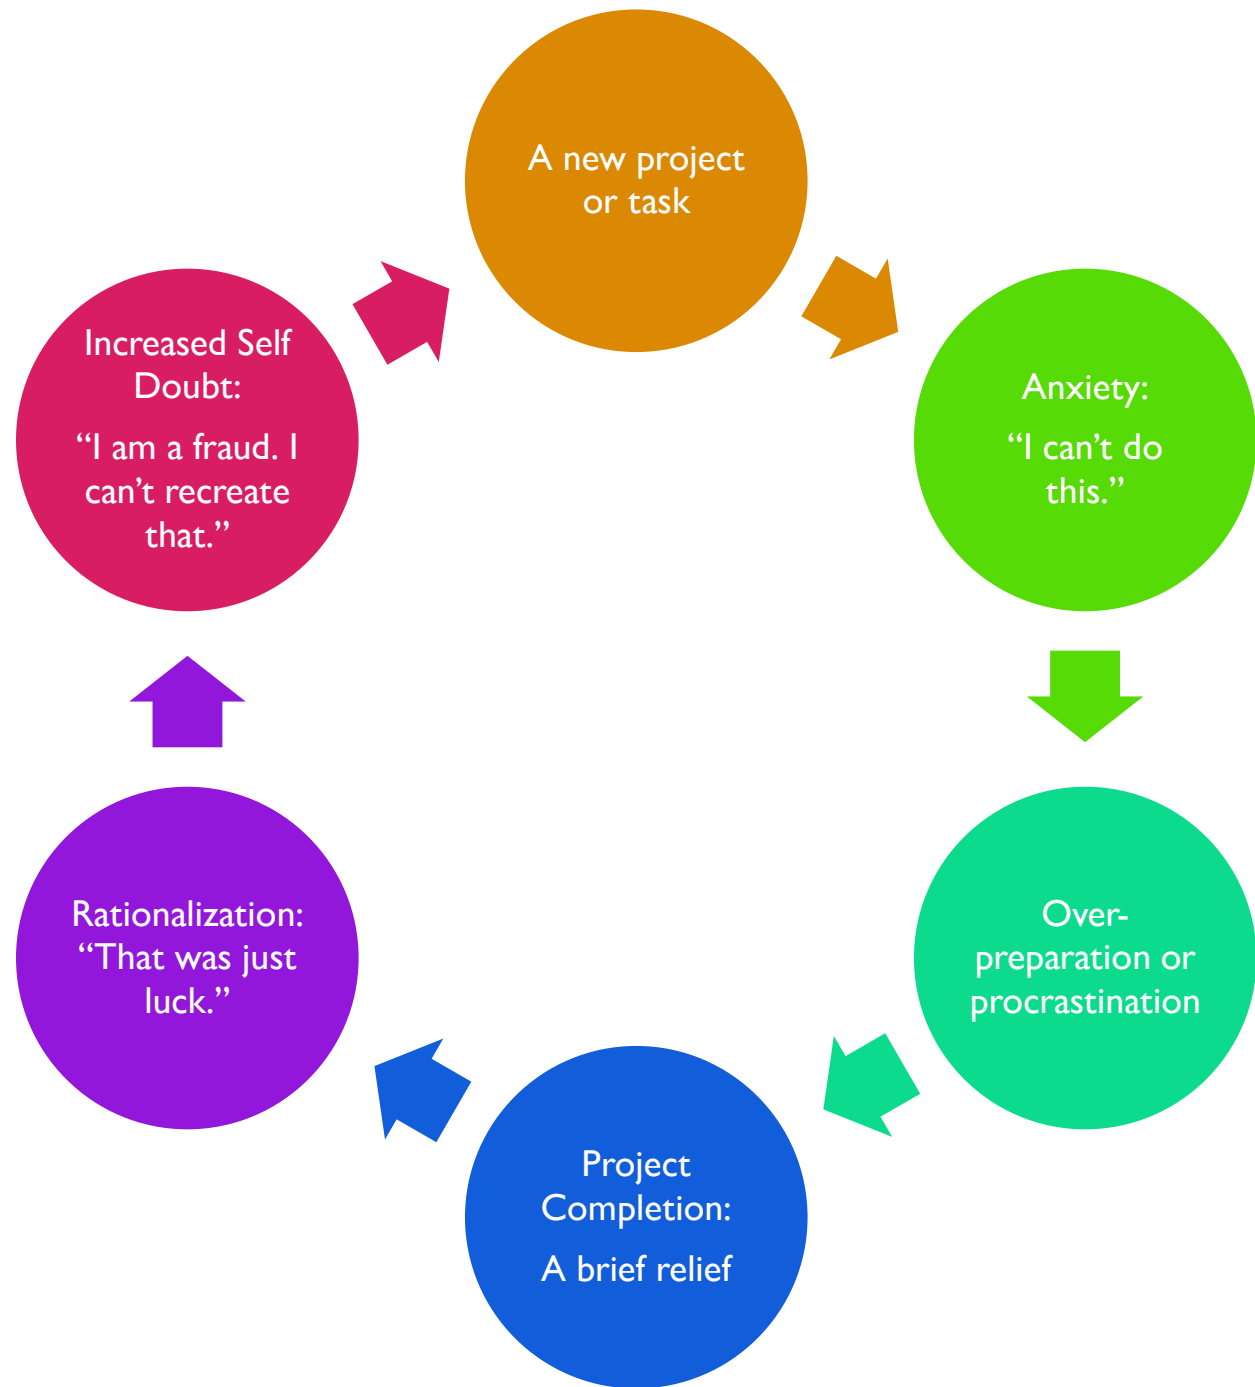 A new project
or task
Anxiety:
“I can’t do
this.”
Over-
preparation or
procrastination
Project
Completion:
A brief relief
Rationalization:
“That was just
luck.”
Increased Self
Doubt:
“I am a fraud. I
can’t recreate
that.”